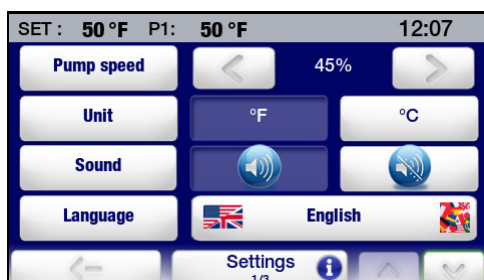 SET : 50 °F P1: 50 °F 12:07
Pump speed 45%
Unit °F °C
Sound
Language English
Settings
1/3